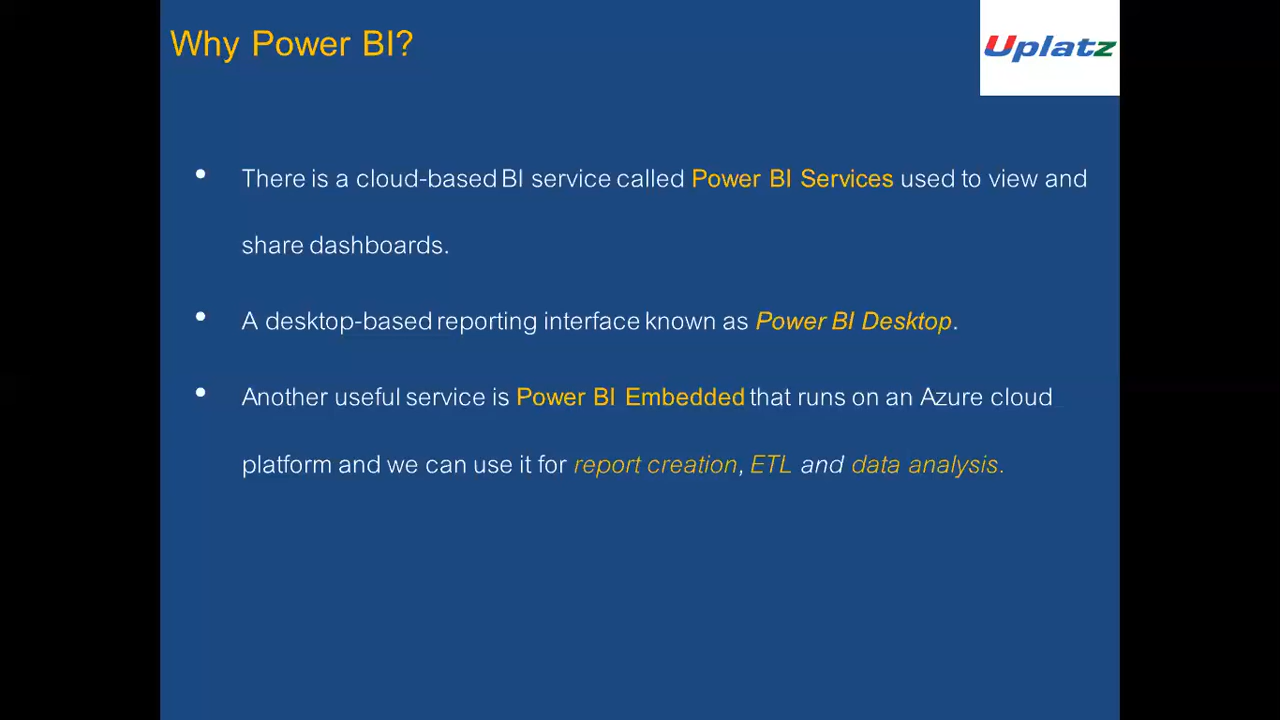 Why Power BI?
Uplatz
• There is a cloud-based BI service called Power BI Services used to view and
share dashboards.
• A desktop-based reporting interface known as Power BI Desktop.
• Another useful service is Power BI Embedded that runs on an Azure cloud
platform and we can use it for report creation, ETL and data analysis.